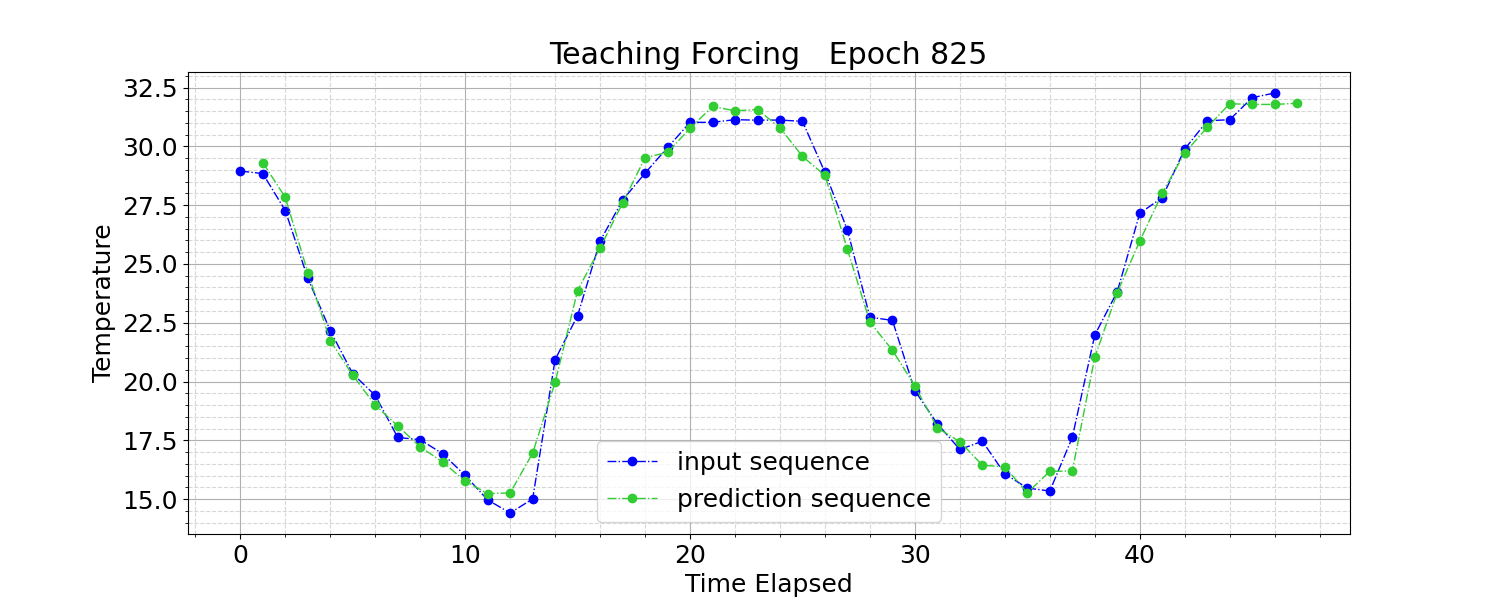 Teaching Forcing   Epoch 825
32.5
30.0
27.5
25.0
22.5
20.0
17.5
15.0
Temperature
input sequence
prediction sequence
0 10 20 30 40
Time Elapsed